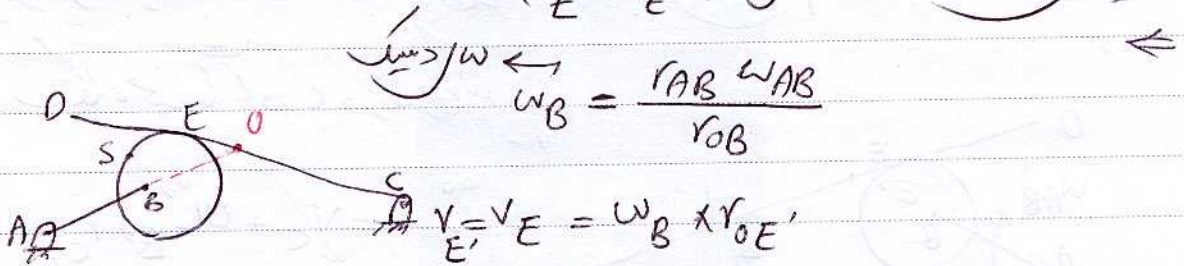 E E
ω دیسک ← ω_B = r_AB ω_AB / r_OB
D E O
S
B
A C
v_E' = v_E = ω_B × r_OE'